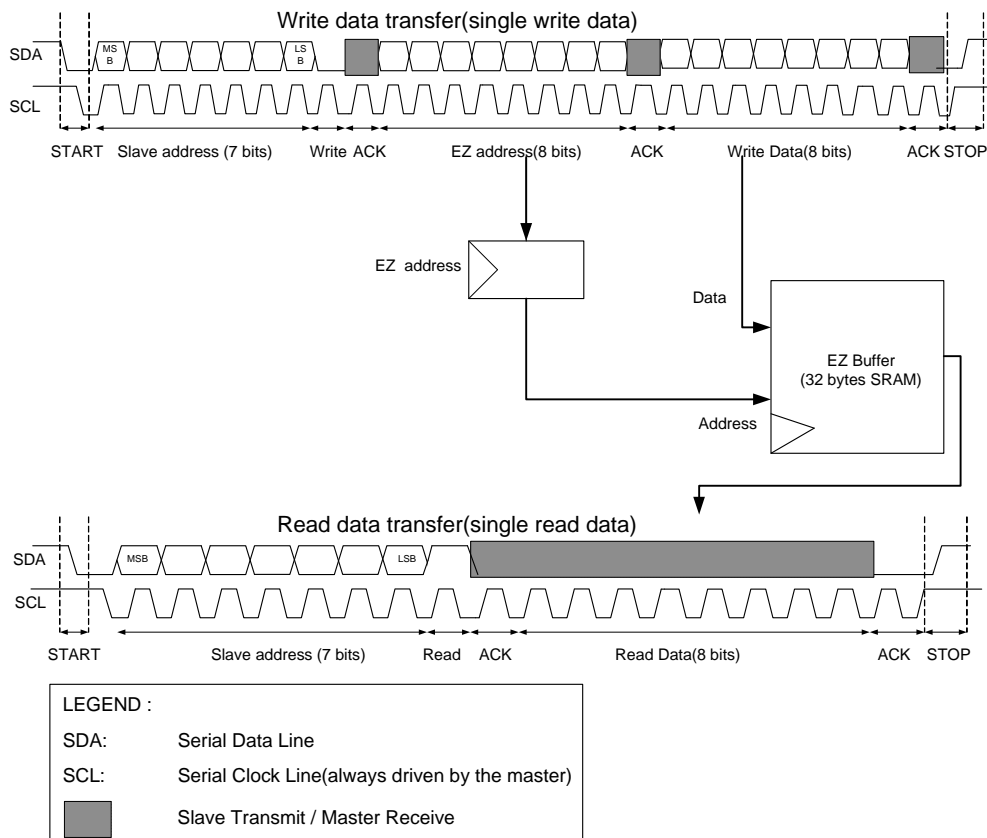 Write data transfer(single write data)
SDA
MS
B
LS
B
SCL
START Slave address (7 bits) Write ACK EZ address(8 bits) ACK Write Data(8 bits) ACK STOP
EZ address
Data
EZ Buffer
(32 bytes SRAM)
Address
Read data transfer(single read data)
SDA
MSB
LSB
SCL
START Slave address (7 bits) Read ACK Read Data(8 bits) ACK STOP
LEGEND :
SDA: Serial Data Line
SCL: Serial Clock Line(always driven by the master)
Slave Transmit / Master Receive